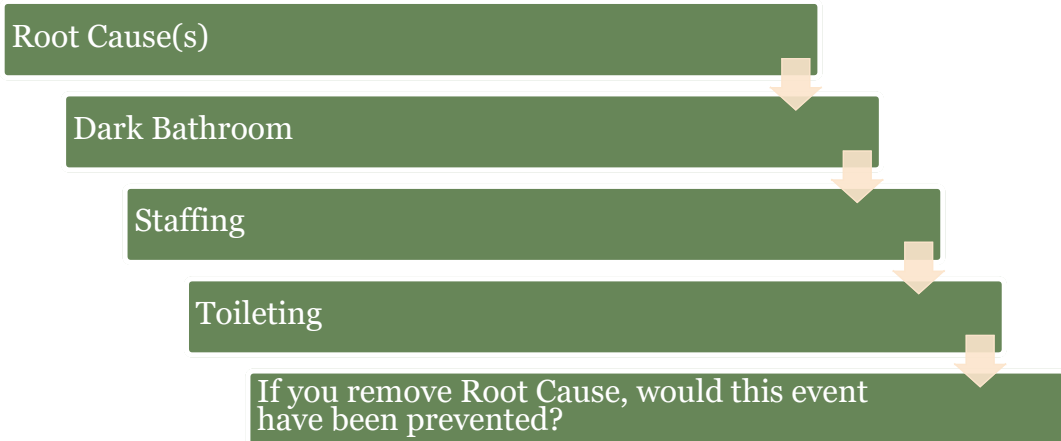 Root Cause(s)
Dark Bathroom
Staffing
Toileting
If you remove Root Cause, would this event
have been prevented?